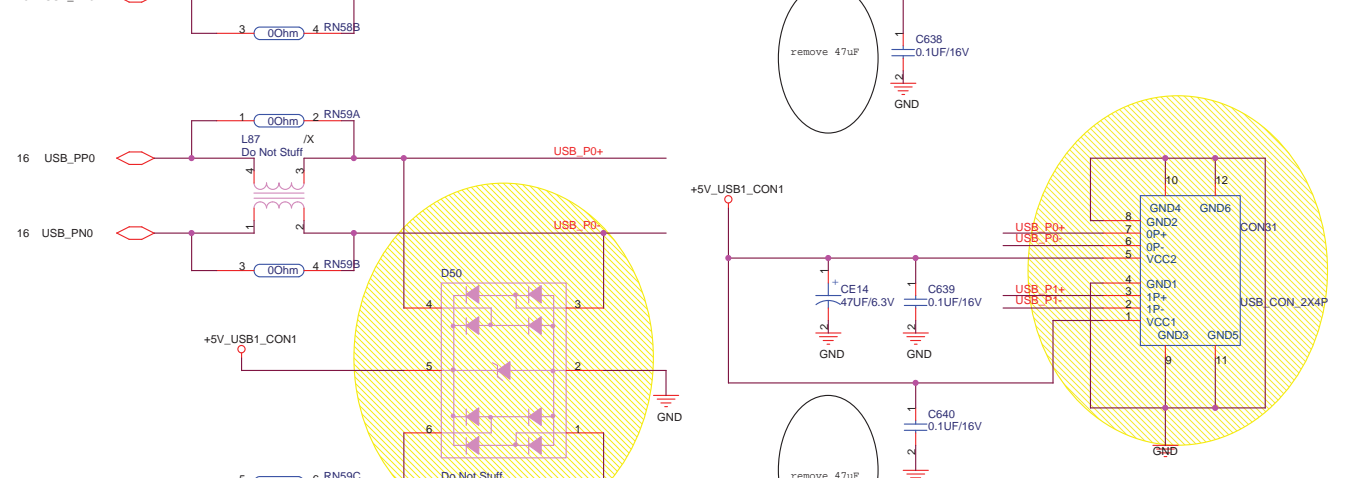 3 0Ohm 4 RN58B
remove 47uF
1
C638
0.1UF/16V
2
GND
1 0Ohm 2 RN59A
L87 /X
Do Not Stuff
16 USB_PP0
USB_P0+
4 3
1 2
16 USB_PN0
USB_P0-
3 0Ohm 4 RN59B
D50
4 3
+5V_USB1_CON1
5 2
GND
6 1
Do Not Stuff
RN59C
+5V_USB1_CON1
1
+
CE14
47UF/6.3V
2
GND
1
C639
0.1UF/16V
2
GND
1
C640
0.1UF/16V
2
remove 47uF
10 12
GND4 GND6
8 GND2
USB_P0+ 7 0P+
USB_P0- 6 0P-
5 VCC2
CON31
4 GND1
USB_P1+ 3 1P+
USB_P1- 2 1P-
1 VCC1
USB_CON_2X4P
GND3 GND5
9 11
GND